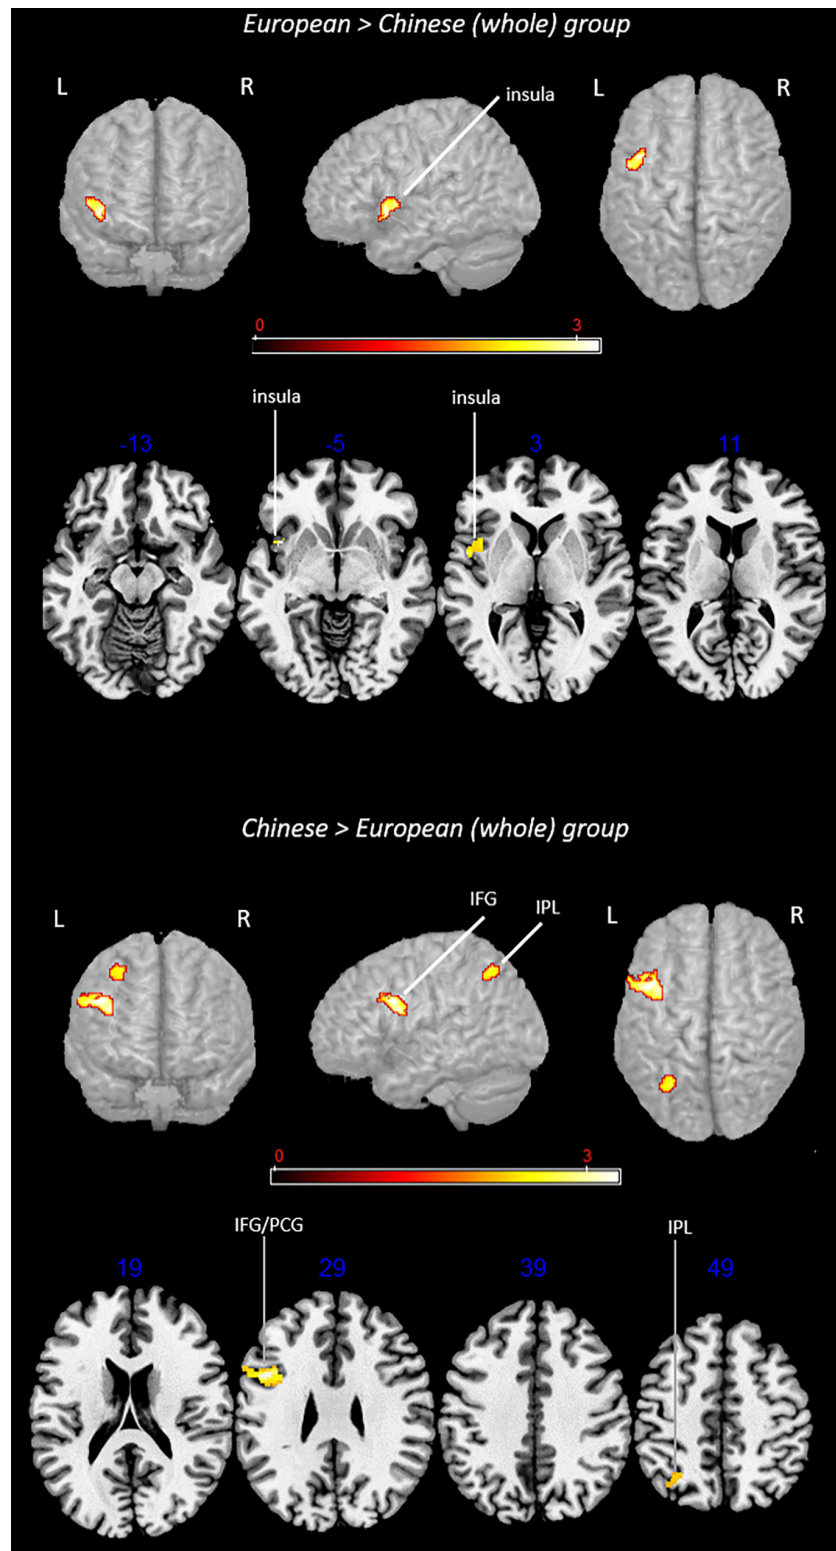 European > Chinese (whole) group
L R L R
insula
0 3
insula insula
-13 -5 3 11
Chinese > European (whole) group
IFG IPL
L R L R
0 3
IFG/PCG IPL
19 29 39 49